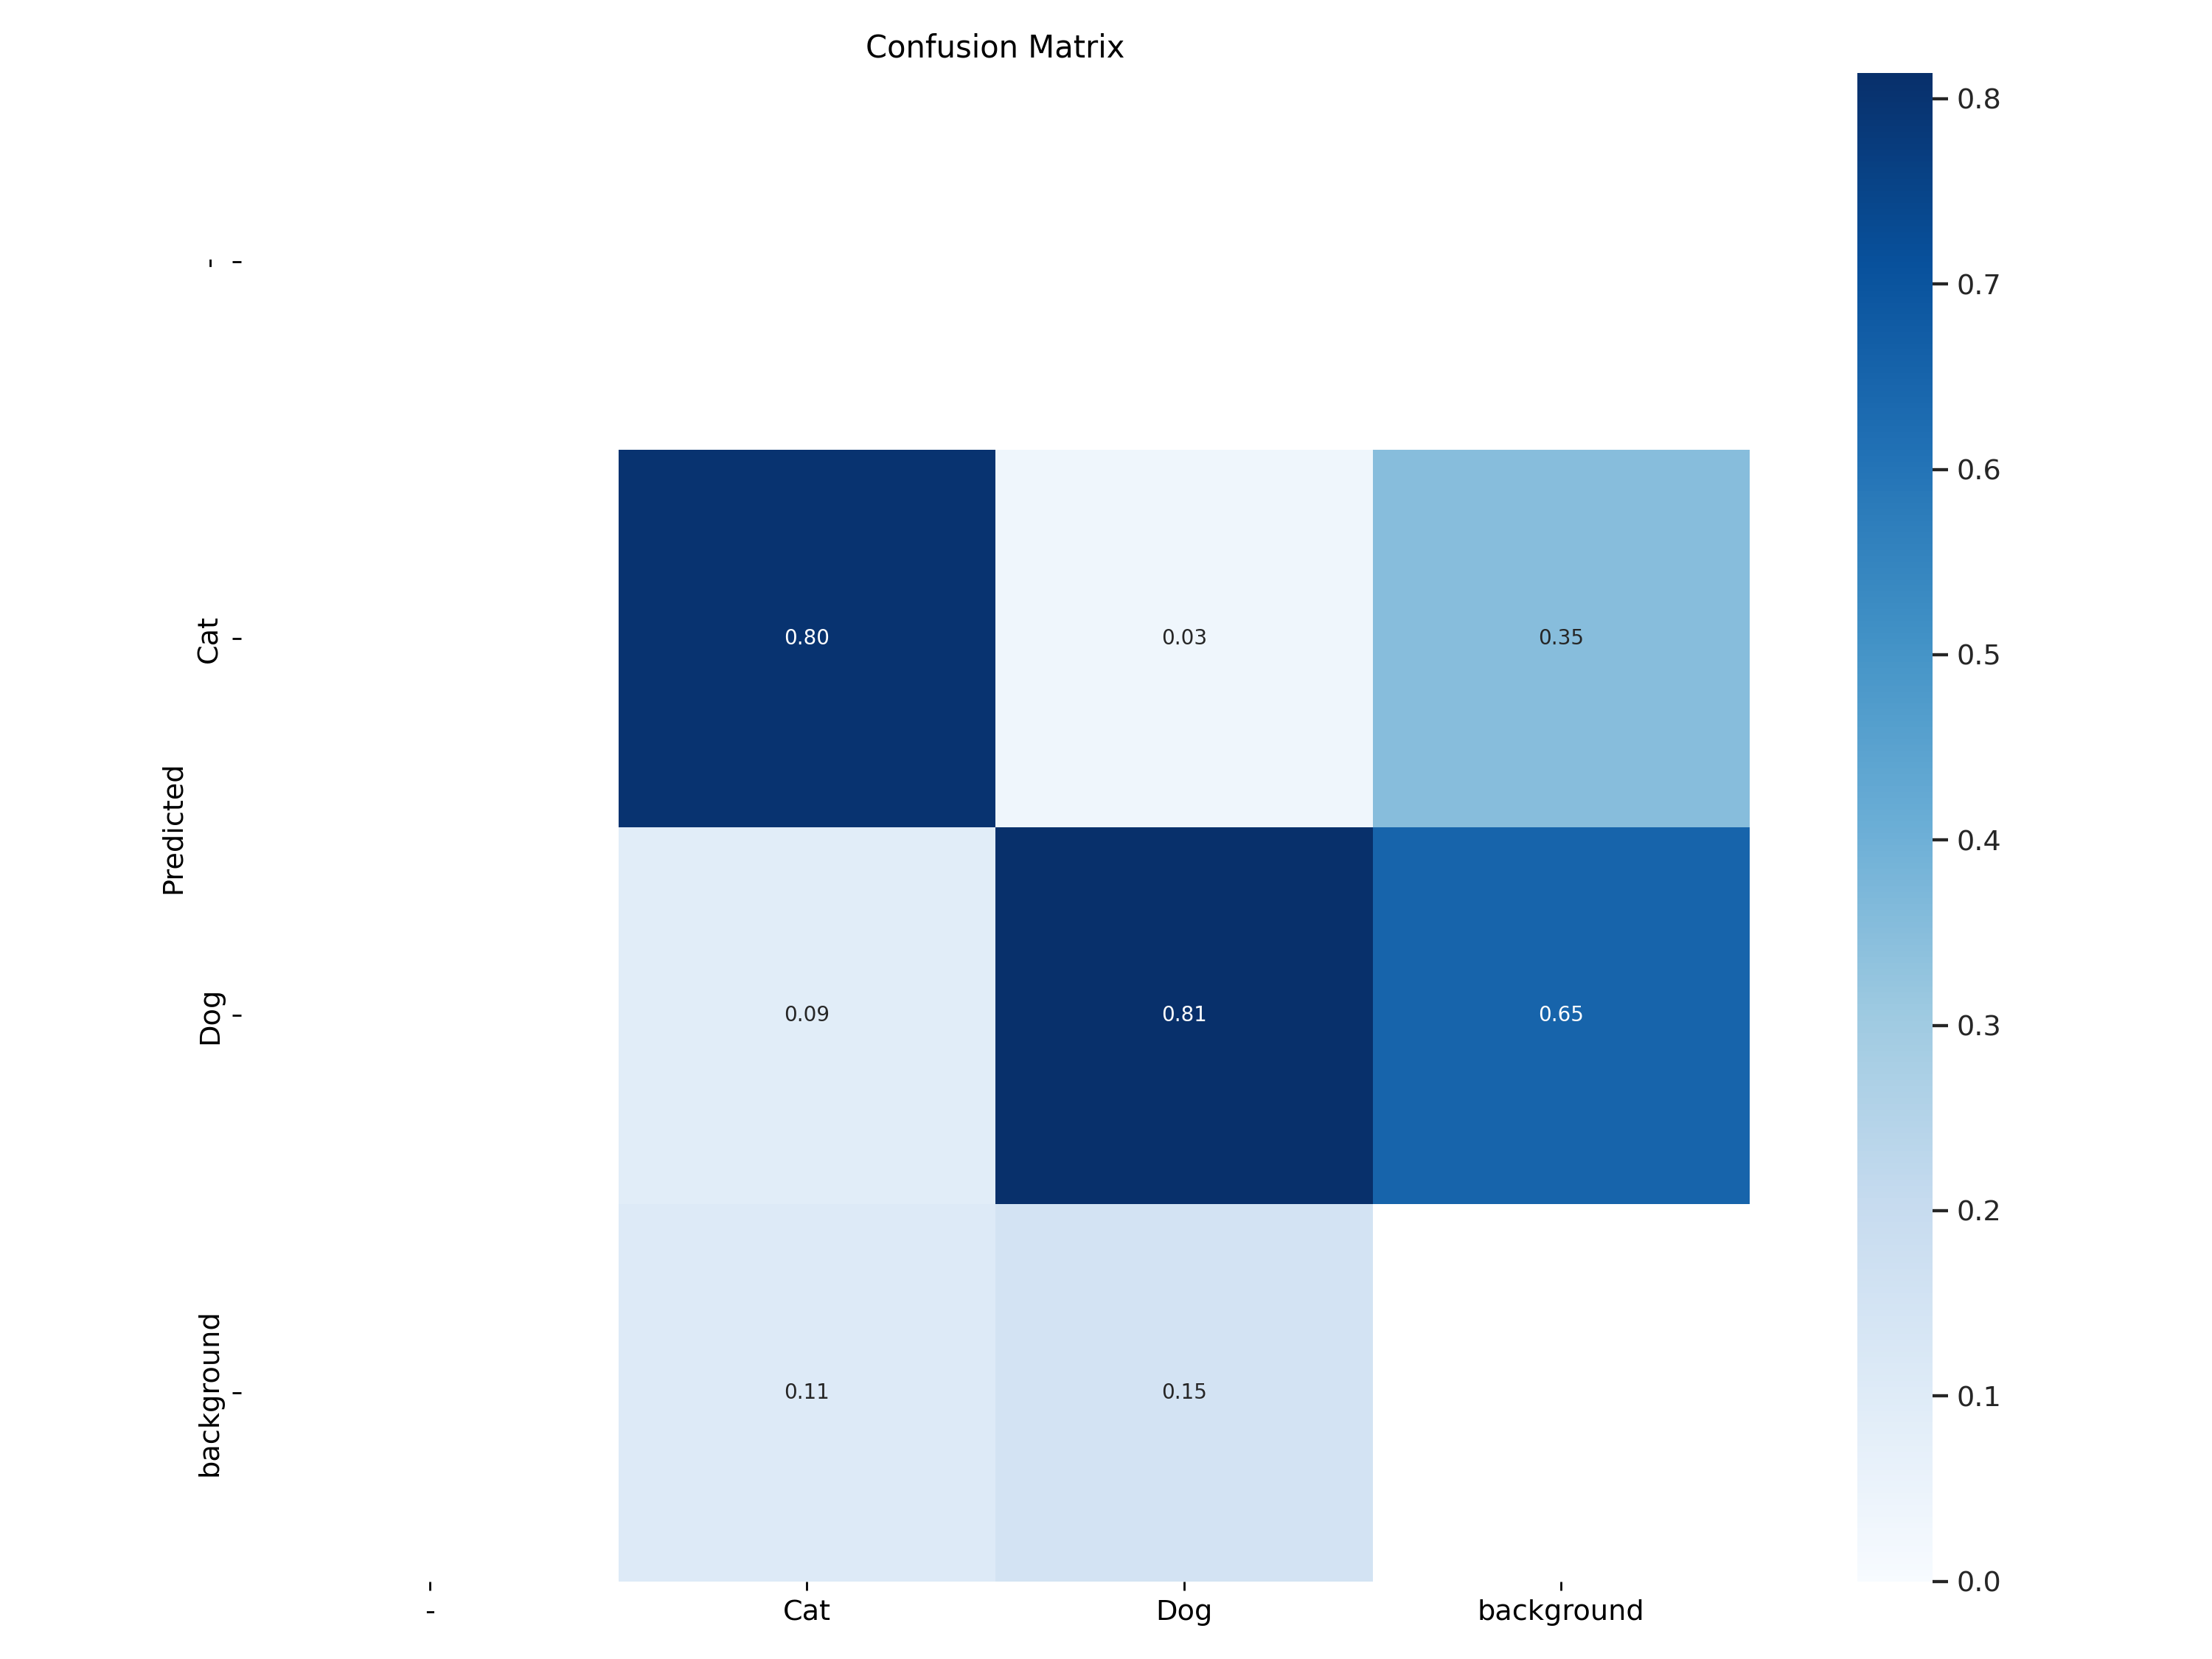 Confusion Matrix
-
Cat
0.80 0.03 0.35
Predicted
Dog
0.09 0.81 0.65
background
0.11 0.15
- Cat Dog background
0.8
0.7
0.6
0.5
0.4
0.3
0.2
0.1
0.0